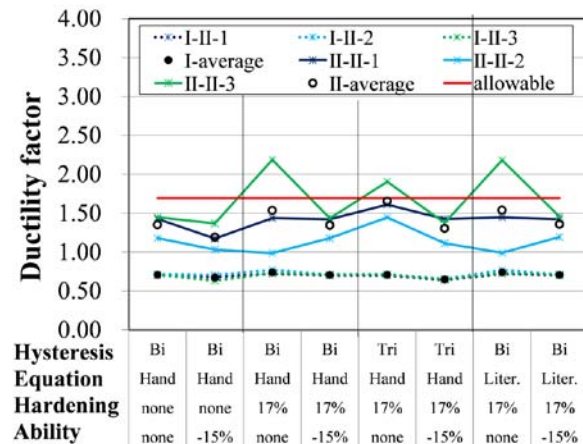 4.00
3.50
3.00
2.50
2.00
1.50
1.00
0.50
0.00
Ductility factor
I-II-1 I-II-2 I-II-3
I-average II-II-1 II-II-2
II-II-3 II-average allowable
Hysteresis Bi Bi Bi Bi Tri Tri Bi Bi
Equation Hand Hand Hand Hand Hand Hand Liter. Liter.
Hardening none none 17% 17% 17% 17% 17% 17%
Ability none -15% none -15% none -15% none -15%